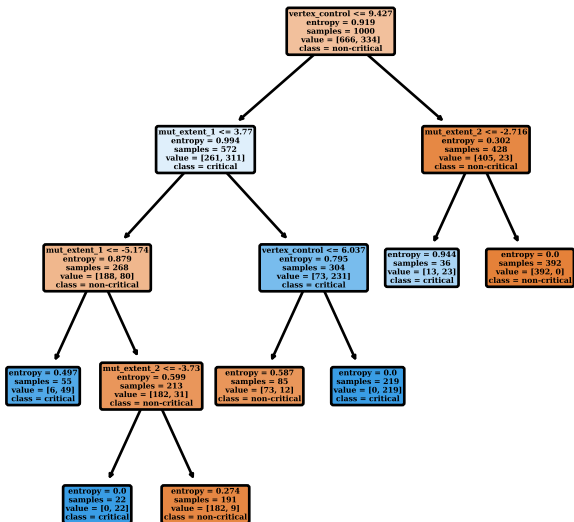 vertex_control <= 9.427
entropy = 0.919
samples = 1000
value = [666, 334]
class = non-critical
mut_extent_1 <= 3.77
entropy = 0.994
samples = 572
value = [261, 311]
class = critical
mut_extent_2 <= -2.716
entropy = 0.302
samples = 428
value = [405, 23]
class = non-critical
mut_extent_1 <= -5.174
entropy = 0.879
samples = 268
value = [188, 80]
class = non-critical
vertex_control <= 6.037
entropy = 0.795
samples = 304
value = [73, 231]
class = critical
entropy = 0.944
samples = 36
value = [13, 23]
class = critical
entropy = 0.0
samples = 392
value = [392, 0]
class = non-critical
entropy = 0.497
samples = 55
value = [6, 49]
class = critical
mut_extent_2 <= -3.73
entropy = 0.599
samples = 213
value = [182, 31]
class = non-critical
entropy = 0.587
samples = 85
value = [73, 12]
class = non-critical
entropy = 0.0
samples = 219
value = [0, 219]
class = critical
entropy = 0.0
samples = 22
value = [0, 22]
class = critical
entropy = 0.274
samples = 191
value = [182, 9]
class = non-critical